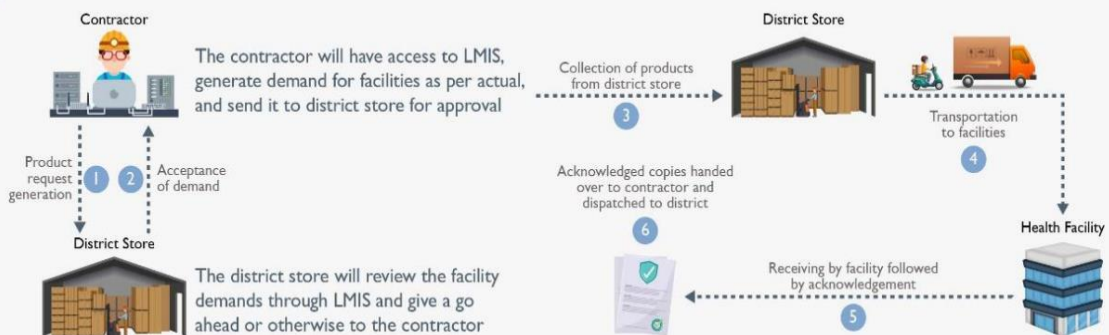 Contractor
The contractor will have access to LMIS,
generate demand for facilities as per actual,
and send it to district store for approval
Product
request
generation
1
2
Acceptance
of demand
District Store
The district store will review the facility
demands through LMIS and give a go
ahead or otherwise to the contractor
Collection of products
from district store
3
District Store
Transportation
to facilities
4
Health Facility
Receiving by facility followed
by acknowledgement
5
Acknowledged copies handed
over to contractor and
dispatched to district
6